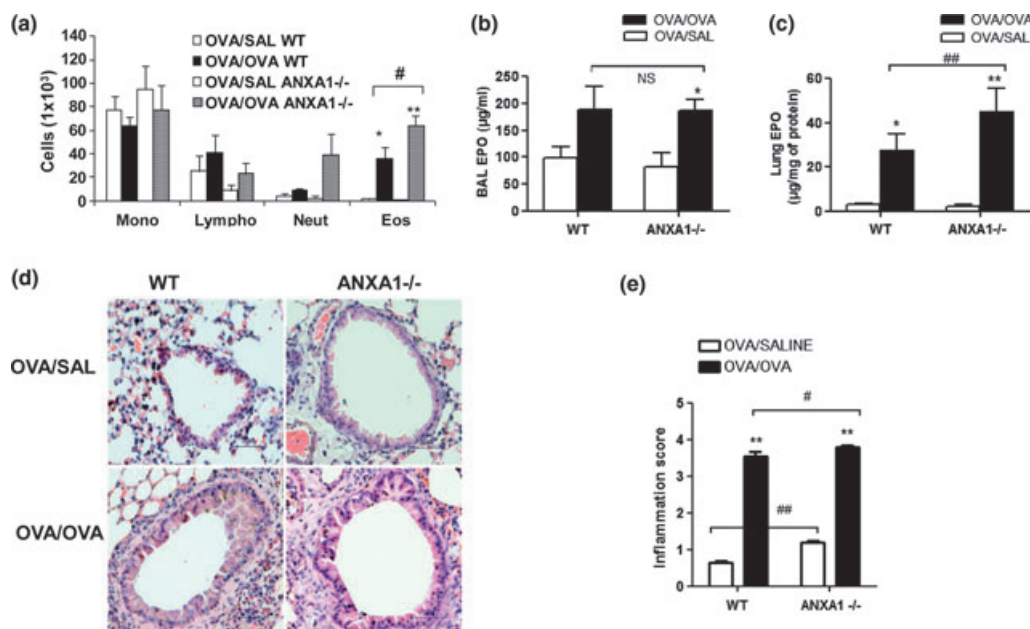 (a)
Cells (1x10³)
140
120
100
80
60
40
20
0
OVA/SAL WT
OVA/OVA WT
OVA/SAL ANXA1-/-
OVA/OVA ANXA1-/-
#
*
**
Mono Lympho Neut Eos
(b)
OVA/OVA
OVA/SAL
BAL EPO (µg/ml)
250
200
150
100
50
0
NS
*
WT ANXA1-/-
(c)
OVA/OVA
OVA/SAL
Lung EPO
(µg/mg of protein)
60
40
20
0
##
*
**
WT ANXA1-/-
(d)
WT ANXA1-/-
OVA/SAL
OVA/OVA
(e)
OVA/SALINE
OVA/OVA
Inflammation score
5
4
3
2
1
0
#
**
**
##
WT ANXA1 -/-